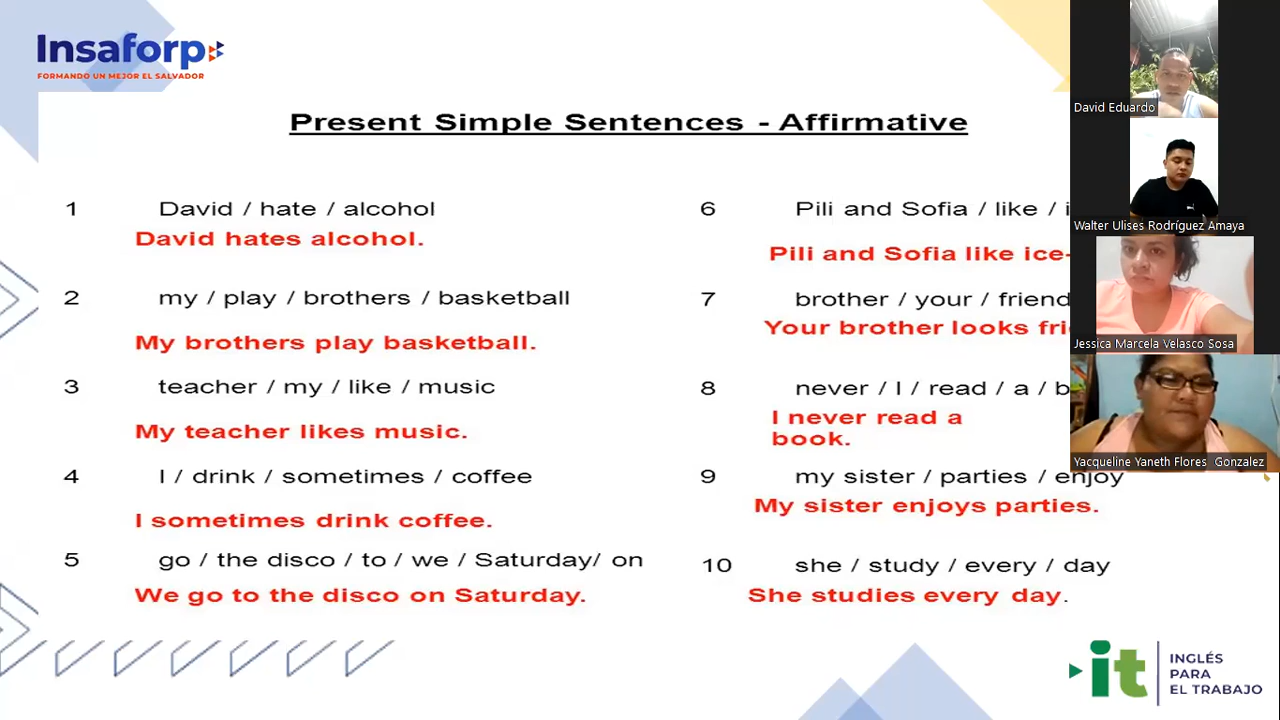 Insaforp
FORMANDO UN MEJOR EL SALVADOR
Present Simple Sentences - Affirmative
1 David / hate / alcohol
David hates alcohol.
2 my / play / brothers / basketball
My brothers play basketball.
3 teacher / my / like / music
My teacher likes music.
4 I / drink / sometimes / coffee
I sometimes drink coffee.
5 go / the disco / to / we / Saturday/ on
We go to the disco on Saturday.
6 Pili and Sofia / like /
Pili and Sofia like ice-
7 brother / your / friend
Your brother looks
8 never / I / read / a /
I never read a
book.
9 my sister / parties / enjoy
My sister enjoys parties.
10 she / study / every / day
She studies every day.
David Eduardo
Walter Ulises Rodríguez Amaya
Jessica Marcela Velasco Sosa
Yacqueline Yaneth Flores Gonzalez
it
INGLÉS
PARA
EL TRABAJO